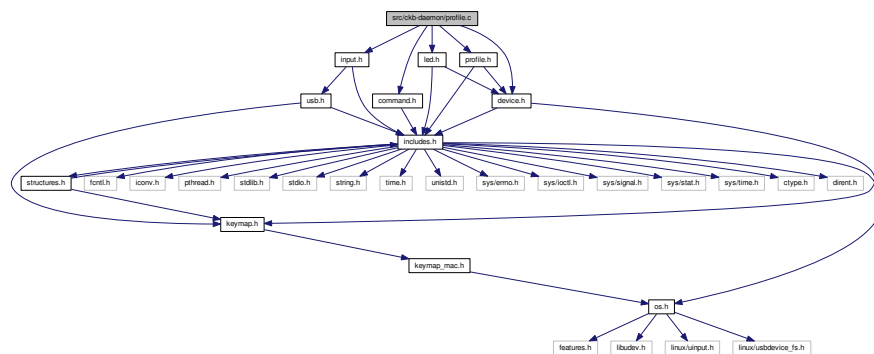 src/ckb-daemon/profile.c
input.h
led.h
profile.h
usb.h
command.h
device.h
includes.h
structures.h
fcntl.h
iconv.h
pthread.h
stdlib.h
stdio.h
string.h
time.h
unistd.h
sys/errno.h
sys/ioctl.h
sys/signal.h
sys/stat.h
sys/time.h
ctype.h
dirent.h
keymap.h
keymap_mac.h
os.h
features.h
libudev.h
linux/uinput.h
linux/usbdevice_fs.h